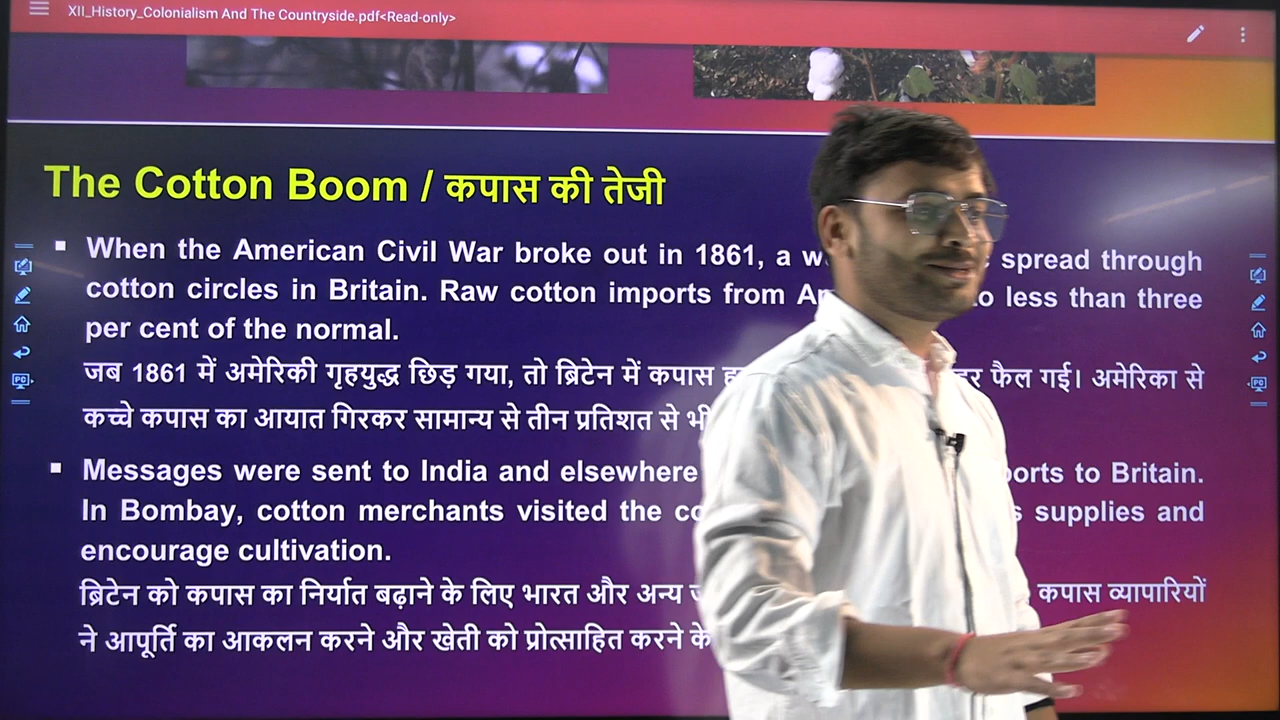 XII_History_Colonialism And The Countryside.pdf<Read-only>
The Cotton Boom / कपास की तेजी
When the American Civil War broke out in 1861, a spread through
cotton circles in Britain. Raw cotton imports from less than three
per cent of the normal.
जब 1861 में अमेरिकी गृहयुद्ध छिड़ गया, तो ब्रिटेन में कपास फैल गई। अमेरिका से
कच्चे कपास का आयात गिरकर सामान्य से तीन प्रतिशत से
Messages were sent to India and elsewhere to Britain.
In Bombay, cotton merchants visited the supplies and
encourage cultivation.
ब्रिटेन को कपास का निर्यात बढ़ाने के लिए भारत और अन्य कपास व्यापारियों
ने आपूर्ति का आकलन करने और खेती को प्रोत्साहित करने
PC
PC